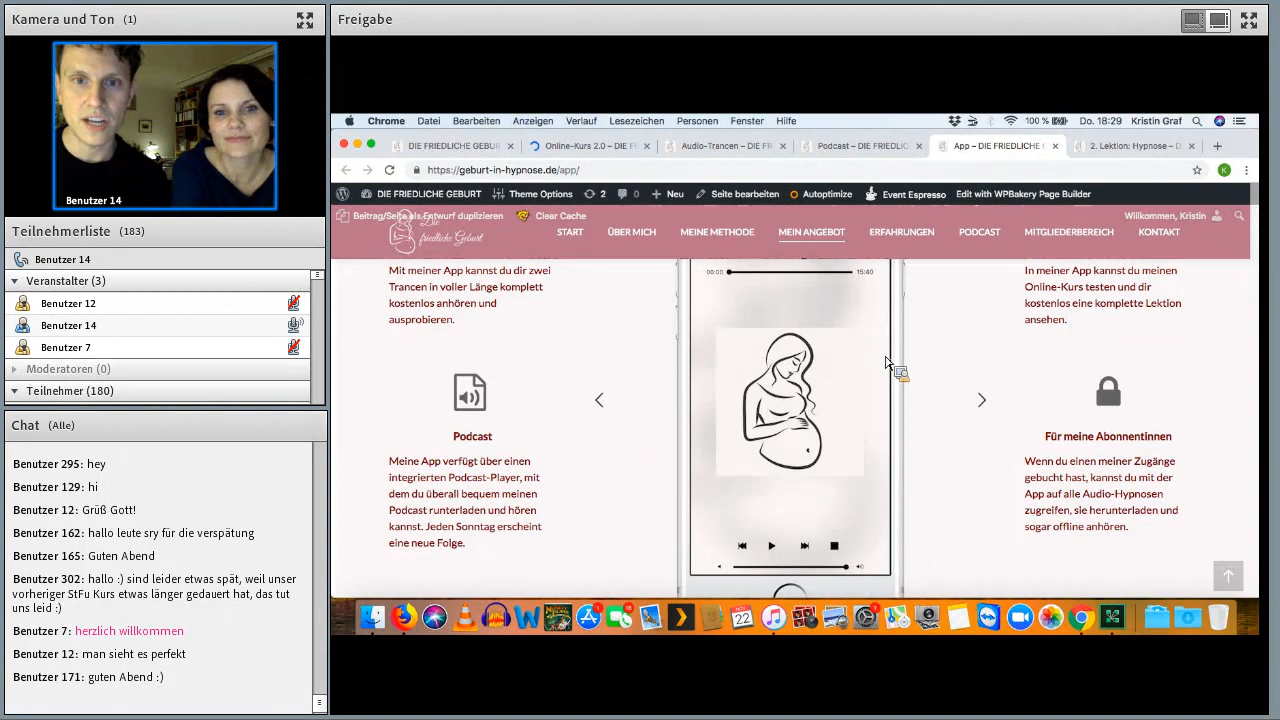 Kamera und Ton (1)
Benutzer 14
Teilnehmerliste (183)
Benutzer 14
Veranstalter (3)
Benutzer 12
Benutzer 14
Benutzer 7
Moderatoren (0)
Teilnehmer (180)
Chat (Alle)
Benutzer 295: hey
Benutzer 129: hi
Benutzer 12: Grüß Gott!
Benutzer 162: hallo leute sry für die verspätung
Benutzer 165: Guten Abend
Benutzer 302: hallo :) sind leider etwas spät, weil unser
vorheriger StFu Kurs etwas länger gedauert hat, das tut
uns leid :)
Benutzer 7: herzlich willkommen
Benutzer 12: man sieht es perfekt
Benutzer 171: guten Abend :)
Freigabe
Chrome Datei Bearbeiten Anzeigen Verlauf Lesezeichen Personen Fenster Hilfe 100 % Do. 18:29 Kristin Graf
DIE FRIEDLICHE GEBUR
Online-Kurs 2.0 – DIE F
Audio-Trancen – DIE FR
Podcast – DIE FRIEDLIC
App – DIE FRIEDLICHE G
2. Lektion: Hypnose – D
https://geburt-in-hypnose.de/app/
K
DIE FRIEDLICHE GEBURT Theme Options 2 0 Neu Seite bearbeiten Autoptimize Event Espresso Edit with WPBakery Page Builder
Beitrag/Seite als Entwurf duplizieren Clear Cache Willkommen, Kristin
Die
friedliche Geburt
START ÜBER MICH MEINE METHODE MEIN ANGEBOT ERFAHRUNGEN PODCAST MITGLIEDERBEREICH KONTAKT
Mit meiner App kannst du dir zwei
Trancen in voller Länge komplett
kostenlos anhören und
ausprobieren.
Podcast
Meine App verfügt über einen
integrierten Podcast-Player, mit
dem du überall bequem meinen
Podcast runterladen und hören
kannst. Jeden Sonntag erscheint
eine neue Folge.
00:00 15:40
In meiner App kannst du meinen
Online-Kurs testen und dir
kostenlos eine komplette Lektion
ansehen.
Für meine Abonnentinnen
Wenn du einen meiner Zugänge
gebucht hast, kannst du mit der
App auf alle Audio-Hypnosen
zugreifen, sie herunterladen und
sogar offline anhören.
NOV
22